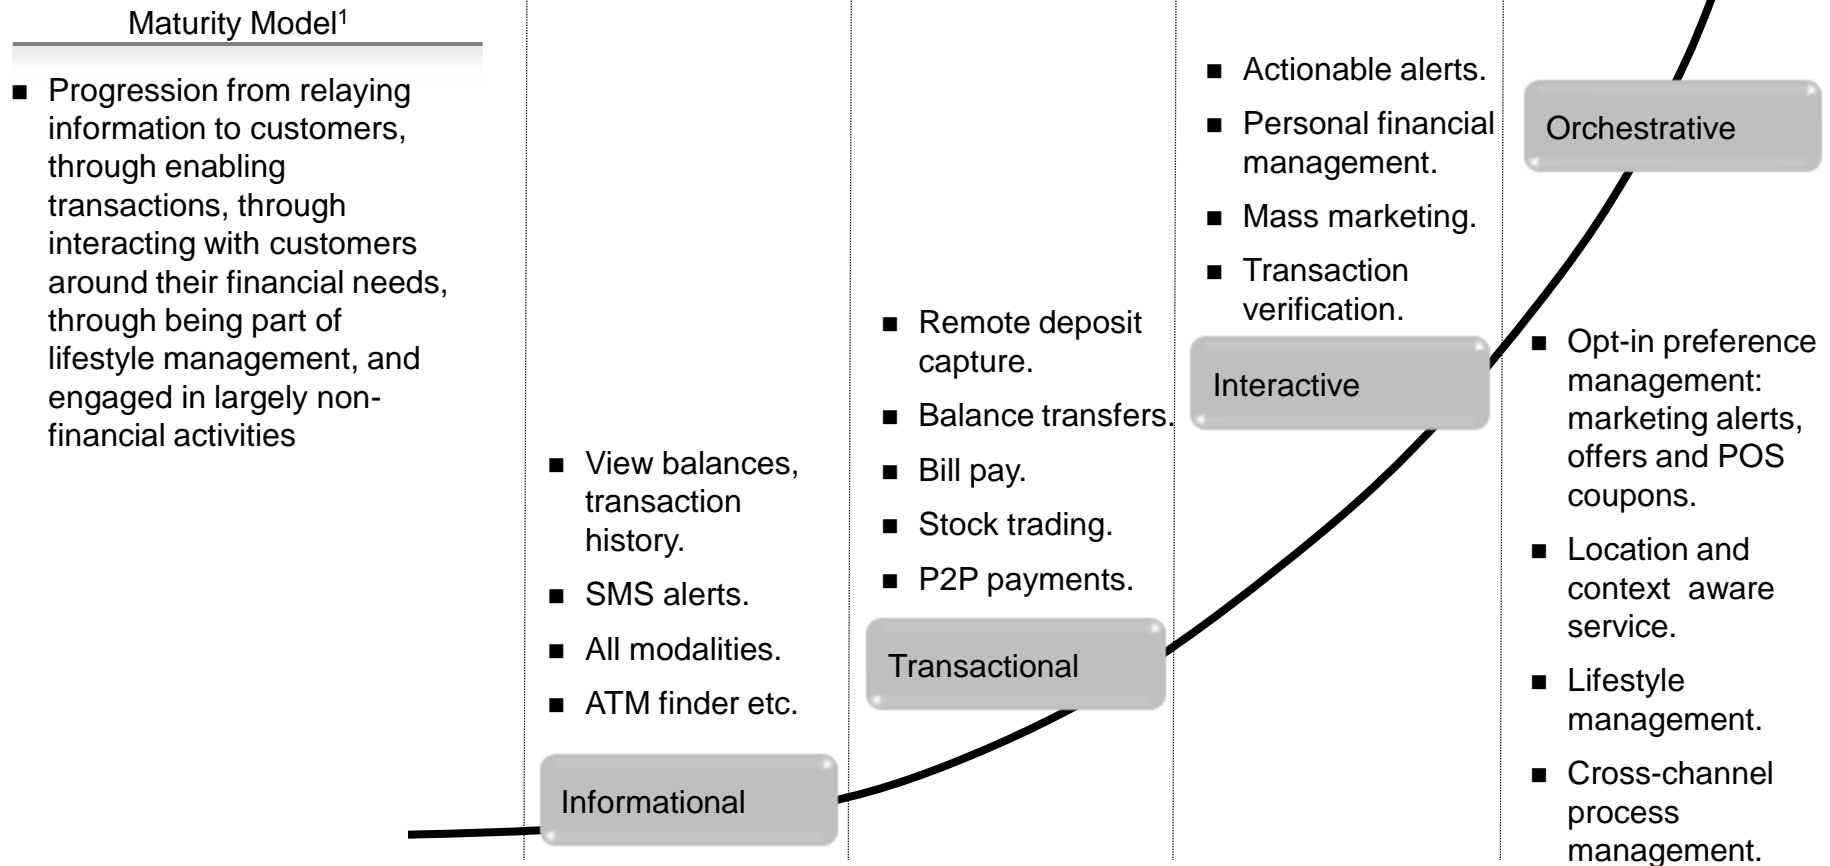 Maturity Model1
■ Progression from relaying
information to customers,
through enabling
transactions, through
interacting with customers
around their financial needs,
through being part of
lifestyle management, and
engaged in largely non-
financial activities
■ View balances,
transaction
history.
■ SMS alerts.
■ All modalities.
■ ATM finder etc.
Informational
■ Remote deposit
capture.
■ Balance transfers.
■ Bill pay.
■ Stock trading.
■ P2P payments.
Transactional
■ Actionable alerts.
■ Personal financial
management.
■ Mass marketing.
■ Transaction
verification.
Interactive
Orchestrative
■ Opt-in preference
management:
marketing alerts,
offers and POS
coupons.
■ Location and
context  aware
service.
■ Lifestyle
management.
■ Cross-channel
process
management.